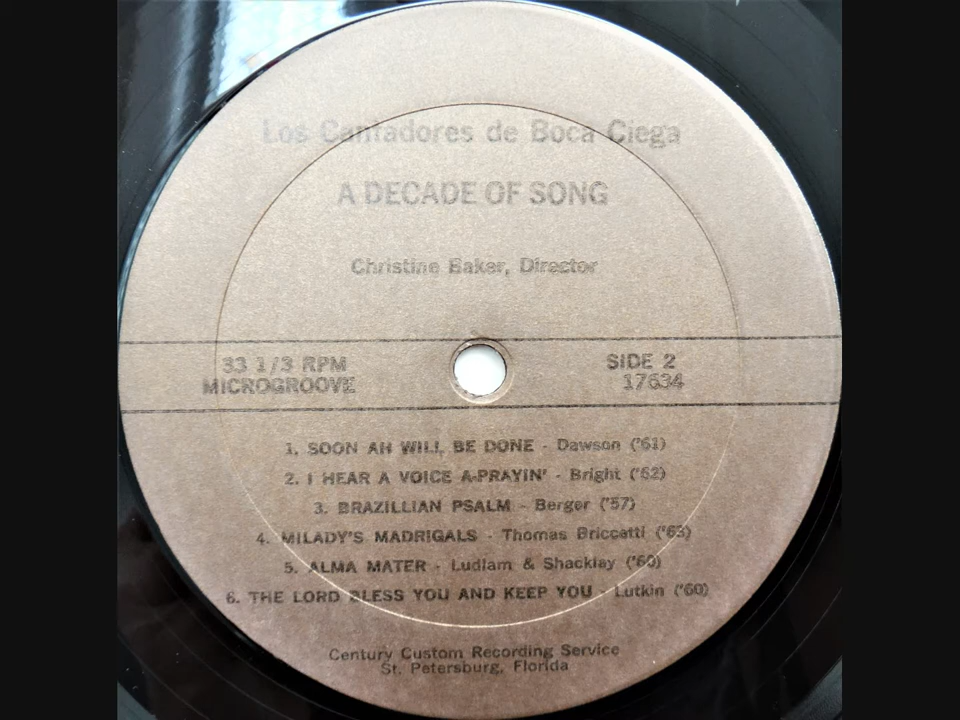 Los Cantadores de Boca Ciega
A DECADE OF SONG
Christine Baker, Director
33 1/3 RPM
MICROGROOVE
SIDE 2
17634
1. SOON AH WILL BE DONE - Dawson ('61)
2. I HEAR A VOICE A-PRAYIN' - Bright ('62)
3. BRAZILLIAN PSALM - Berger ('57)
4. MILADY'S MADRIGALS - Thomas Briccetti ('63)
5. ALMA MATER - Ludlam & Shackley ('60)
6. THE LORD BLESS YOU AND KEEP YOU - Lutkin ('60)
Century Custom Recording Service
St. Petersburg, Florida